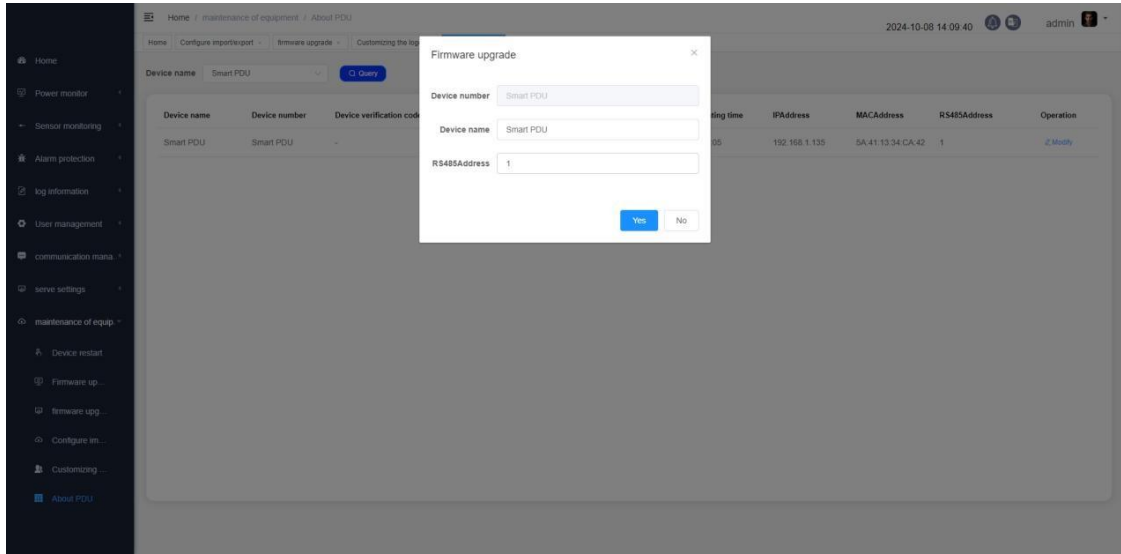 Home / maintenance of equipment / About PDU
2024-10-08 14:09:40
admin
Home
Configure import/export
firmware upgrade
Customizing the log
Device name
Smart PDU
Query
Home
Power monitor
Sensor monitoring
Alarm protection
log information
User management
communication mana.
serve settings
maintenance of equip.
Device restart
Firmware up...
firmware upg...
Configure im...
Customizing ...
About PDU
Device name Device number Device verification code ting time IPAddress MACAddress RS485Address Operation
Smart PDU Smart PDU - 05 192.168.1.135 5A:41:13:34:CA:42 1 Modify
Firmware upgrade
Device number Smart PDU
Device name Smart PDU
RS485Address 1
Yes No